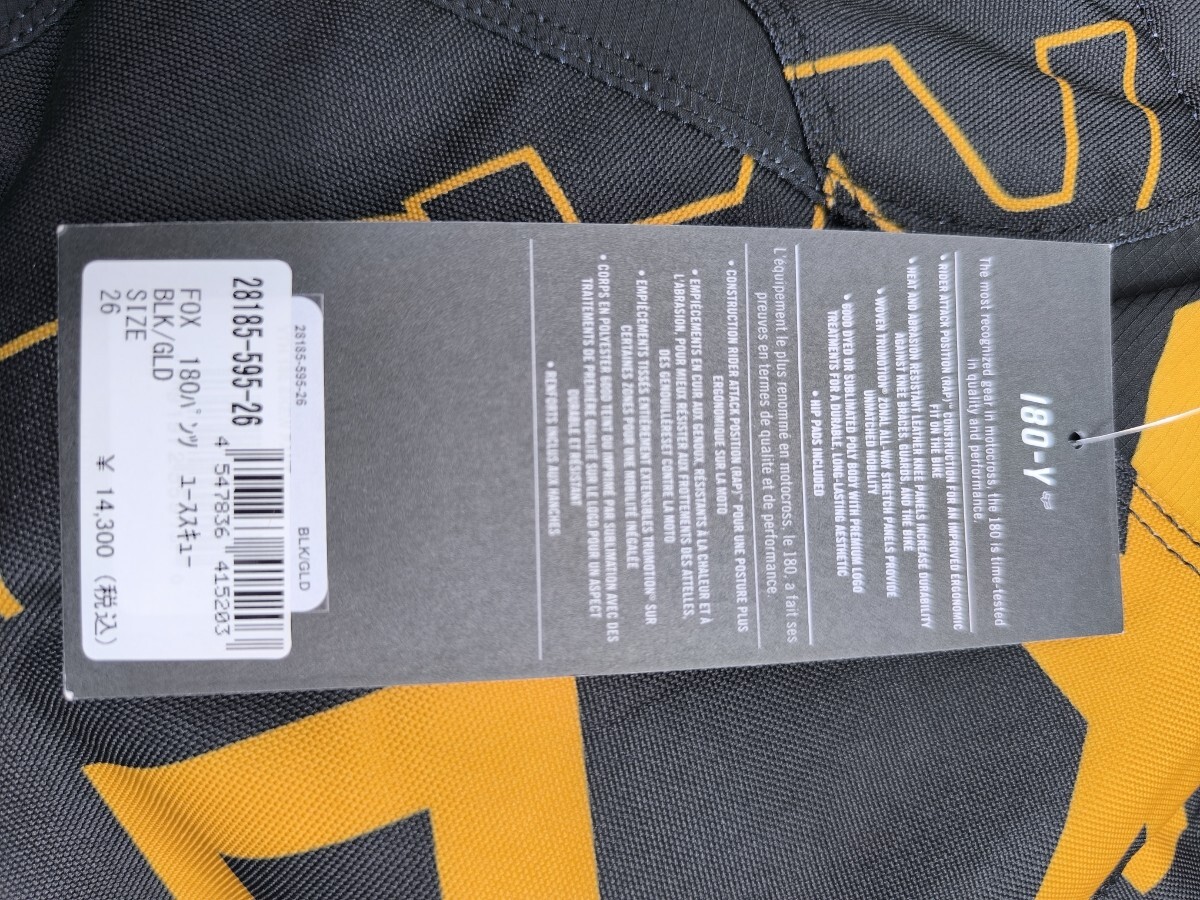 180-Y
The most recognized gear in motocross, the 180 is time-tested
in quality and performance.
• RIDER ATTACK POSITION (RAP)™ CONSTRUCTION FOR AN IMPROVED ERGONOMIC
FIT ON THE BIKE
• HEAT AND ABRASION RESISTANT LEATHER KNEE PANELS INCREASE DURABILITY
AGAINST KNEE BRACES, GUARDS, AND THE BIKE
• WOVEN TRUMOTION® ZONAL ALL-WAY STRETCH PANELS PROVIDE
UNMATCHED MOBILITY
• 600D DYED OR SUBLIMATED POLY BODY WITH PREMIUM LOGO
TREATMENTS FOR A DURABLE, LONG-LASTING AESTHETIC
• HIP PADS INCLUDED
L'équipement le plus renommé en motocross, le 180, a fait ses
preuves en termes de qualité et de performance.
• CONSTRUCTION RIDER ATTACK POSITION (RAP)™ POUR UNE POSTURE PLUS
ERGONOMIQUE SUR LA MOTO
• EMPIÈCEMENTS EN CUIR AUX GENOUX, RÉSISTANTS À LA CHALEUR ET À
L'ABRASION, POUR MIEUX RÉSISTER AUX FROTTEMENTS DES ATTELLES,
DES GENOUILLÈRES ET CONTRE LA MOTO
• EMPIÈCEMENTS TISSÉS ENTIÈREMENT EXTENSIBLES TRUMOTION® SUR
CERTAINES ZONES POUR UNE MOBILITÉ INÉGALÉE
• CORPS EN POLYESTER 600D TEINT OU IMPRIMÉ PAR SUBLIMATION AVEC DES
TRAITEMENTS DE PREMIÈRE QUALITÉ SUR LE LOGO POUR UN ASPECT
DURABLE ET RÉSISTANT
• RENFORTS INCLUS AUX HANCHES
28185-595-26
BLK/GLD
28185-595-26
4 547836 415203
FOX 180パンツ ユーススキュー
BLK/GLD
SIZE
26
¥ 14,300 (税込)